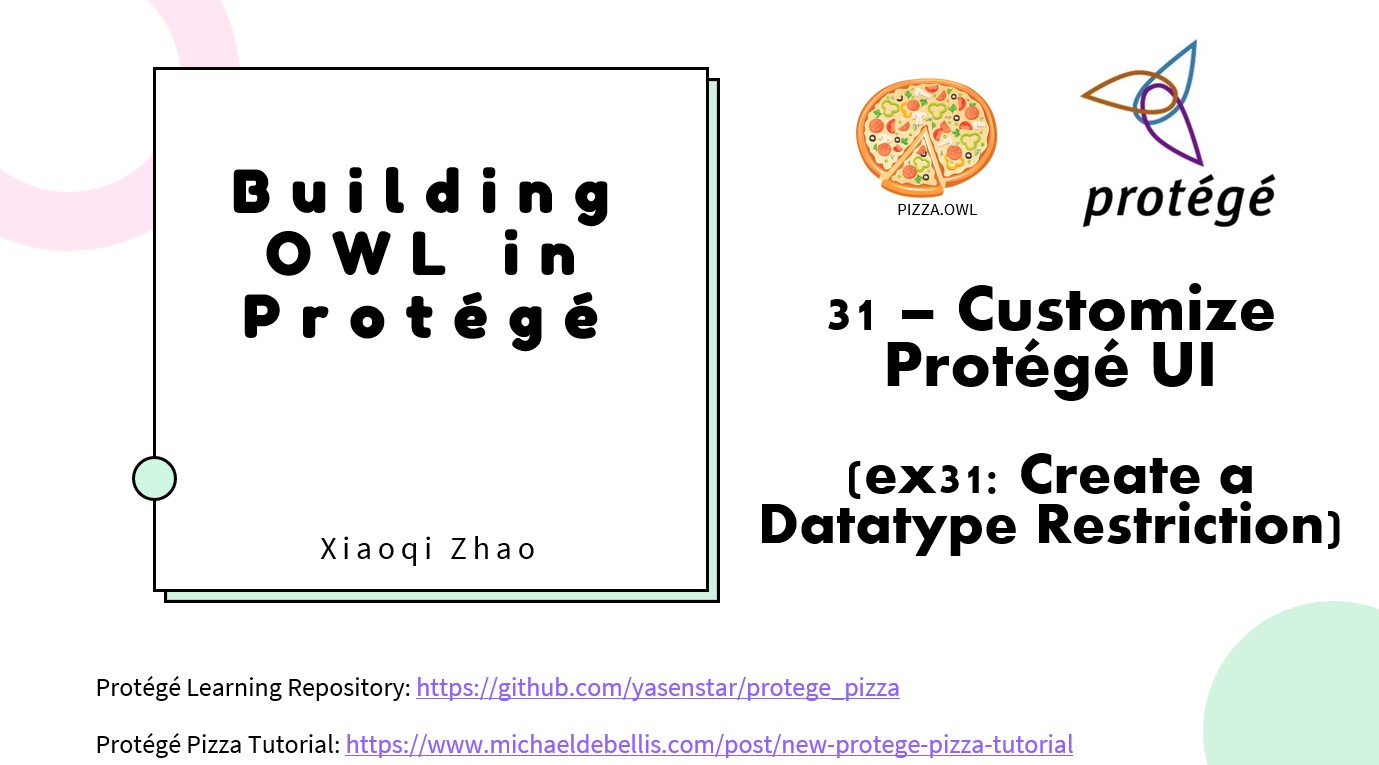 Building
OWL in
Protégé
Xiaoqi Zhao
PIZZA.OWL
protégé
31 – Customize
Protégé UI
(ex31: Create a
Datatype Restriction)
Protégé Learning Repository: https://github.com/yasenstar/protege_pizza
Protégé Pizza Tutorial: https://www.michaeldebellis.com/post/new-protege-pizza-tutorial